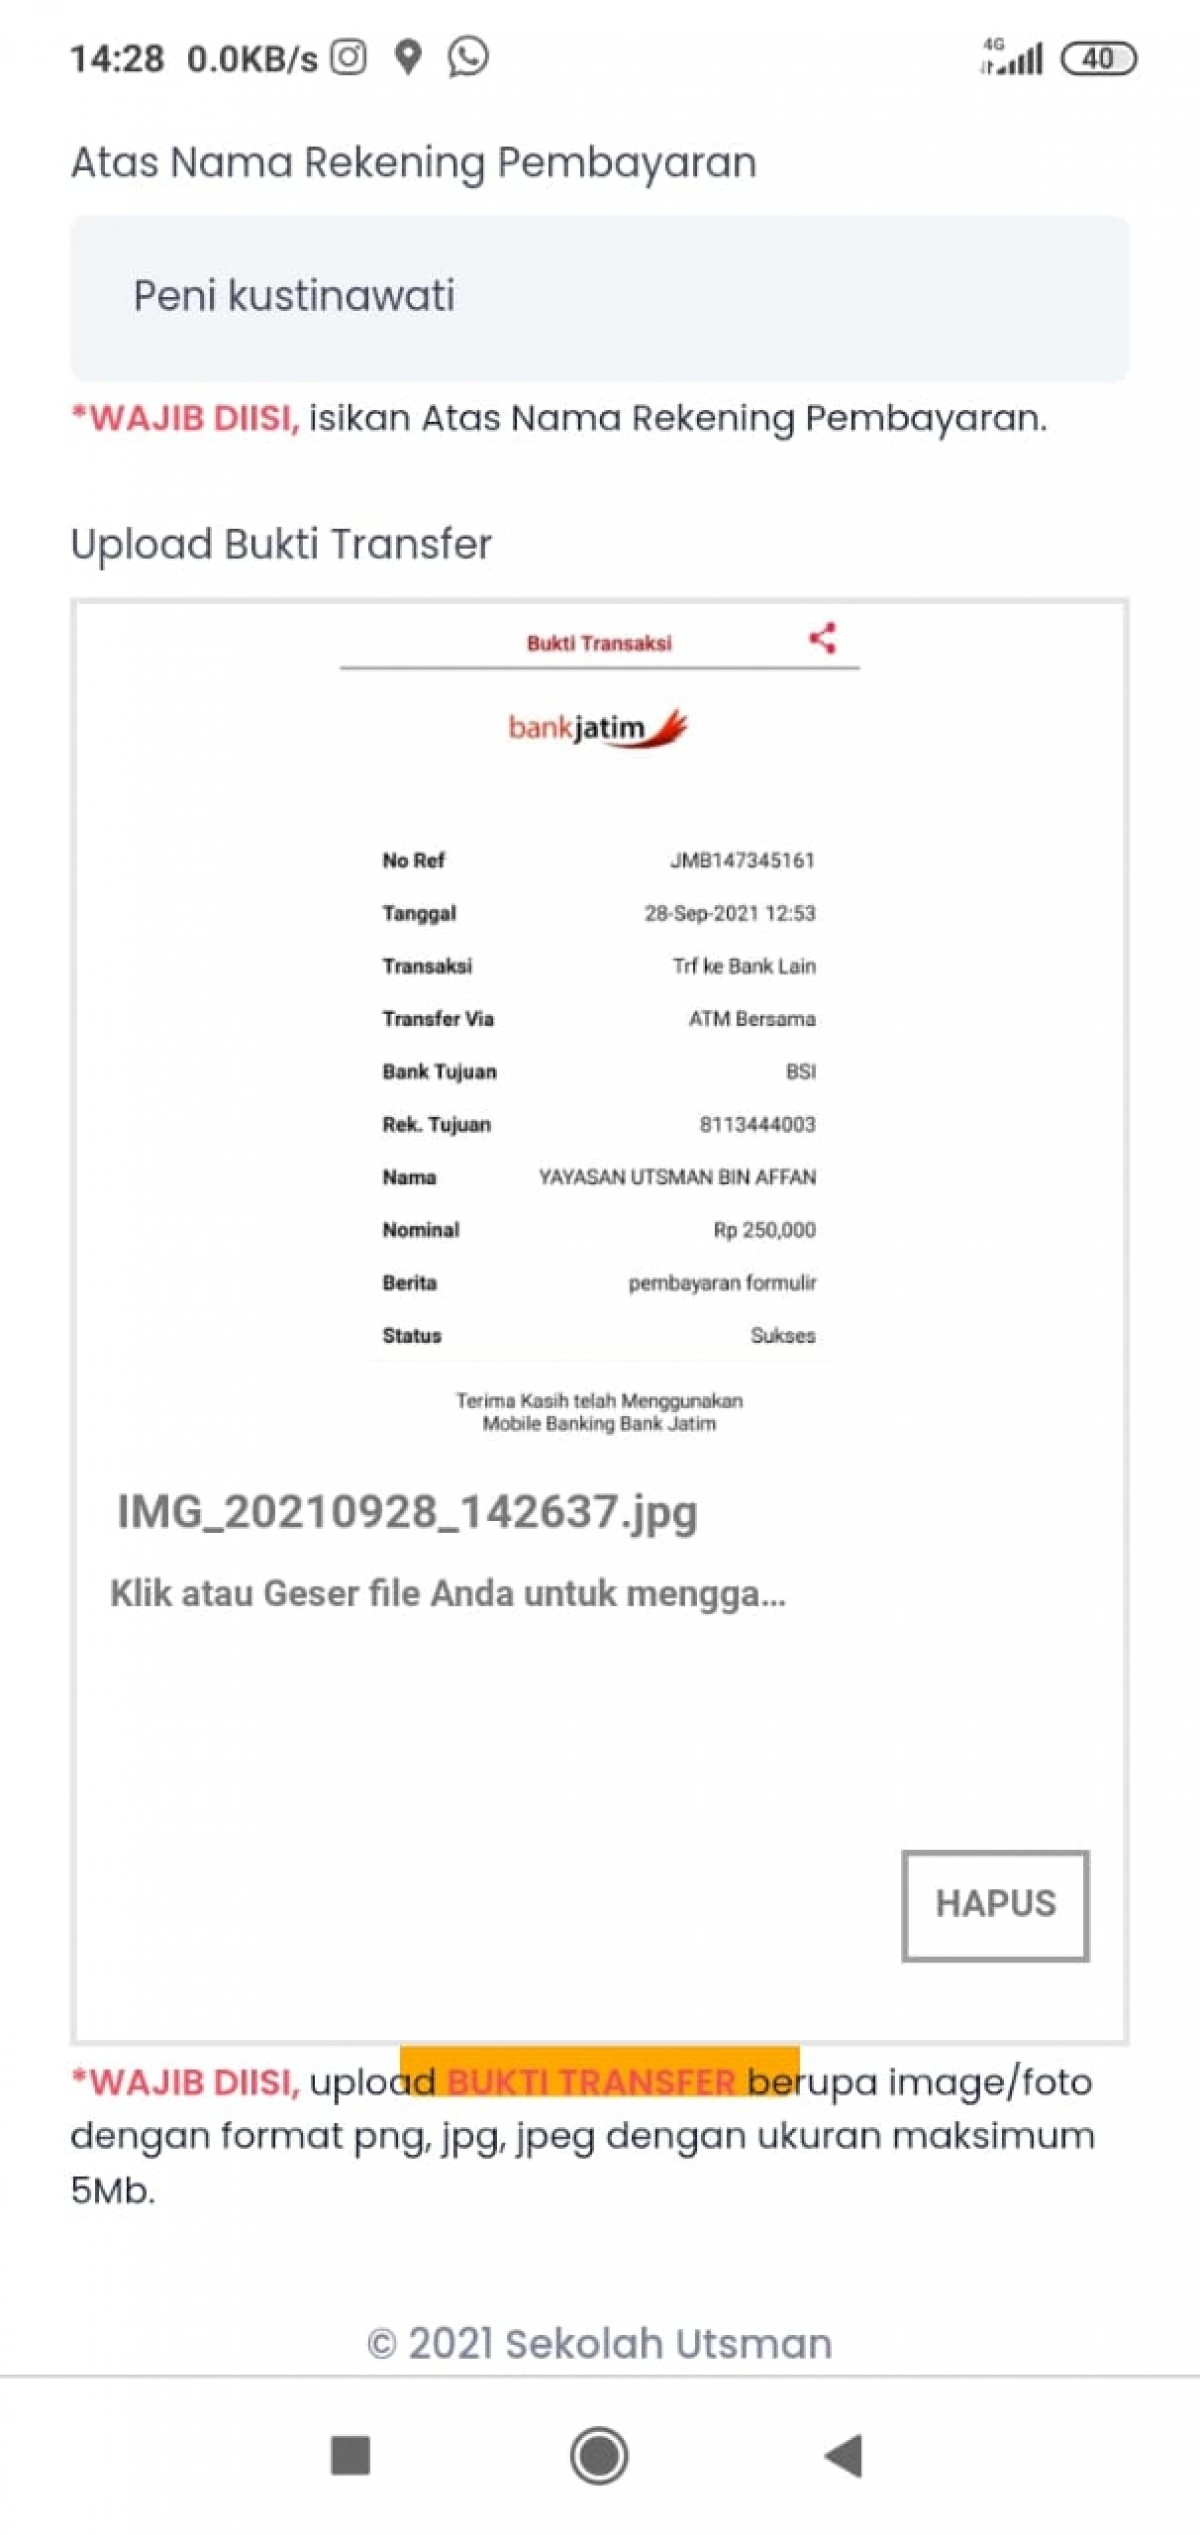 14:28 0.0KB/s 4G 40
Atas Nama Rekening Pembayaran
Peni kustinawati
*WAJIB DIISI, isikan Atas Nama Rekening Pembayaran.
Upload Bukti Transfer
Bukti Transaksi
bankjatim
No Ref JMB147345161
Tanggal 28-Sep-2021 12:53
Transaksi Trf ke Bank Lain
Transfer Via ATM Bersama
Bank Tujuan BSI
Rek. Tujuan 8113444003
Nama YAYASAN UTSMAN BIN AFFAN
Nominal Rp 250,000
Berita pembayaran formulir
Status Sukses
Terima Kasih telah Menggunakan
Mobile Banking Bank Jatim
IMG_20210928_142637.jpg
Klik atau Geser file Anda untuk mengga...
HAPUS
*WAJIB DIISI, upload BUKTI TRANSFER berupa image/foto
dengan format png, jpg, jpeg dengan ukuran maksimum
5Mb.
© 2021 Sekolah Utsman